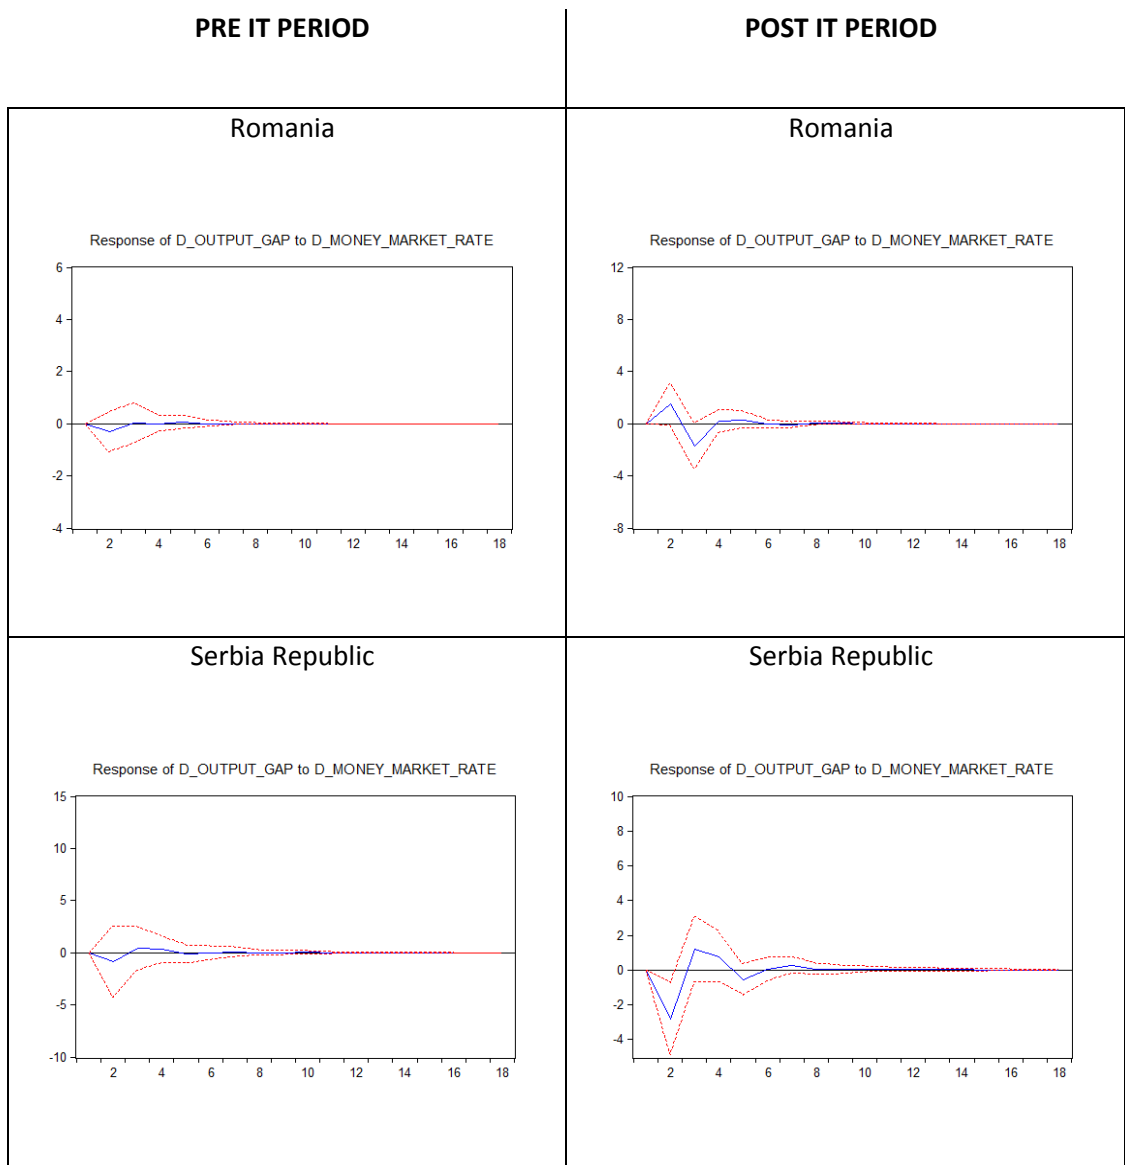 PRE IT PERIOD
POST IT PERIOD
Romania
Romania
Response of D_OUTPUT_GAP to D_MONEY_MARKET_RATE
6
4
2
0
-2
-4
2 4 6 8 10 12 14 16 18
Response of D_OUTPUT_GAP to D_MONEY_MARKET_RATE
12
8
4
0
-4
-8
2 4 6 8 10 12 14 16 18
Serbia Republic
Serbia Republic
Response of D_OUTPUT_GAP to D_MONEY_MARKET_RATE
15
10
5
0
-5
-10
2 4 6 8 10 12 14 16 18
Response of D_OUTPUT_GAP to D_MONEY_MARKET_RATE
10
8
6
4
2
0
-2
-4
2 4 6 8 10 12 14 16 18